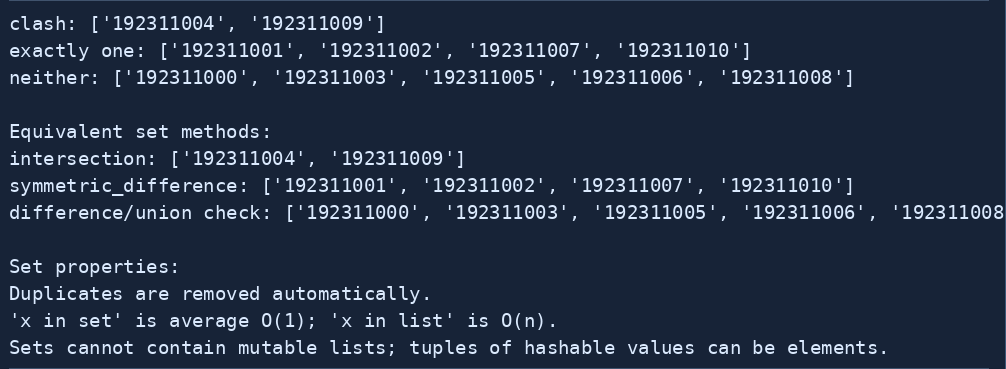 clash: ['192311004', '192311009']
exactly one: ['192311001', '192311002', '192311007', '192311010']
neither: ['192311000', '192311003', '192311005', '192311006', '192311008']
Equivalent set methods:
intersection: ['192311004', '192311009']
symmetric_difference: ['192311001', '192311002', '192311007', '192311010']
difference/union check: ['192311000', '192311003', '192311005', '192311006', '192311008
Set properties:
Duplicates are removed automatically.
'x in set' is average O(1); 'x in list' is O(n).
Sets cannot contain mutable lists; tuples of hashable values can be elements.